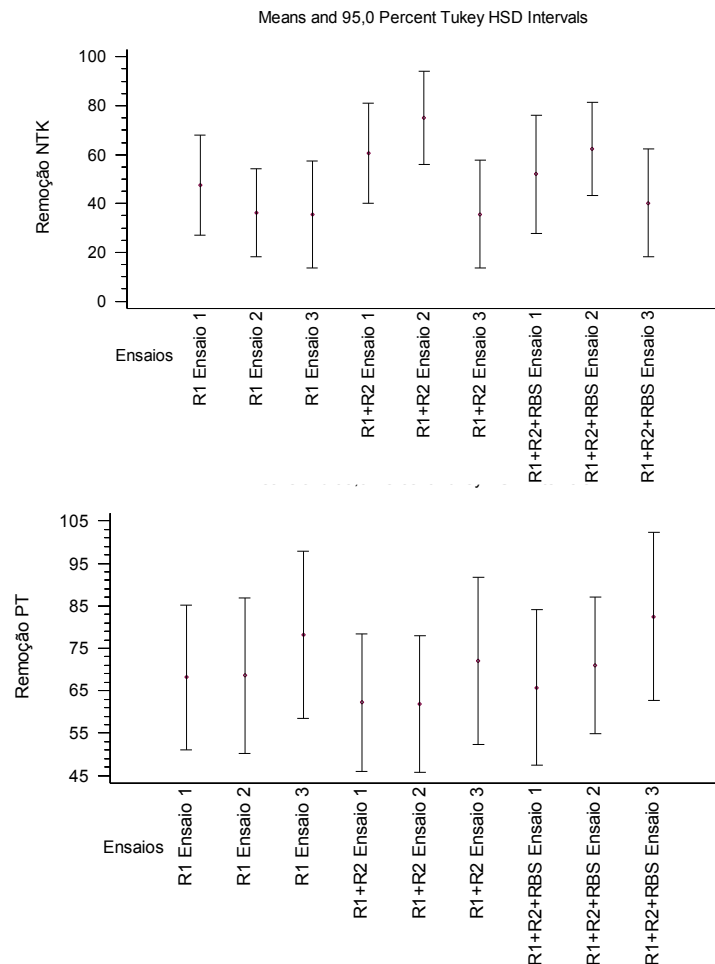 Means and 95,0 Percent Tukey HSD Intervals
Remoção NTK
100
80
60
40
20
0
Ensaios
R1 Ensaio 1
R1 Ensaio 2
R1 Ensaio 3
R1+R2 Ensaio 1
R1+R2 Ensaio 2
R1+R2 Ensaio 3
R1+R2+RBS Ensaio 1
R1+R2+RBS Ensaio 2
R1+R2+RBS Ensaio 3
Remoção PT
105
95
85
75
65
55
45
Ensaios
R1 Ensaio 1
R1 Ensaio 2
R1 Ensaio 3
R1+R2 Ensaio 1
R1+R2 Ensaio 2
R1+R2 Ensaio 3
R1+R2+RBS Ensaio 1
R1+R2+RBS Ensaio 2
R1+R2+RBS Ensaio 3